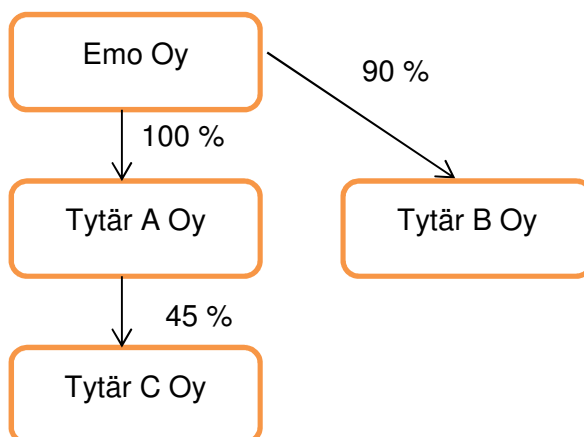 Emo Oy
90 %
100 %
Tytär A Oy
Tytär B Oy
45 %
Tytär C Oy